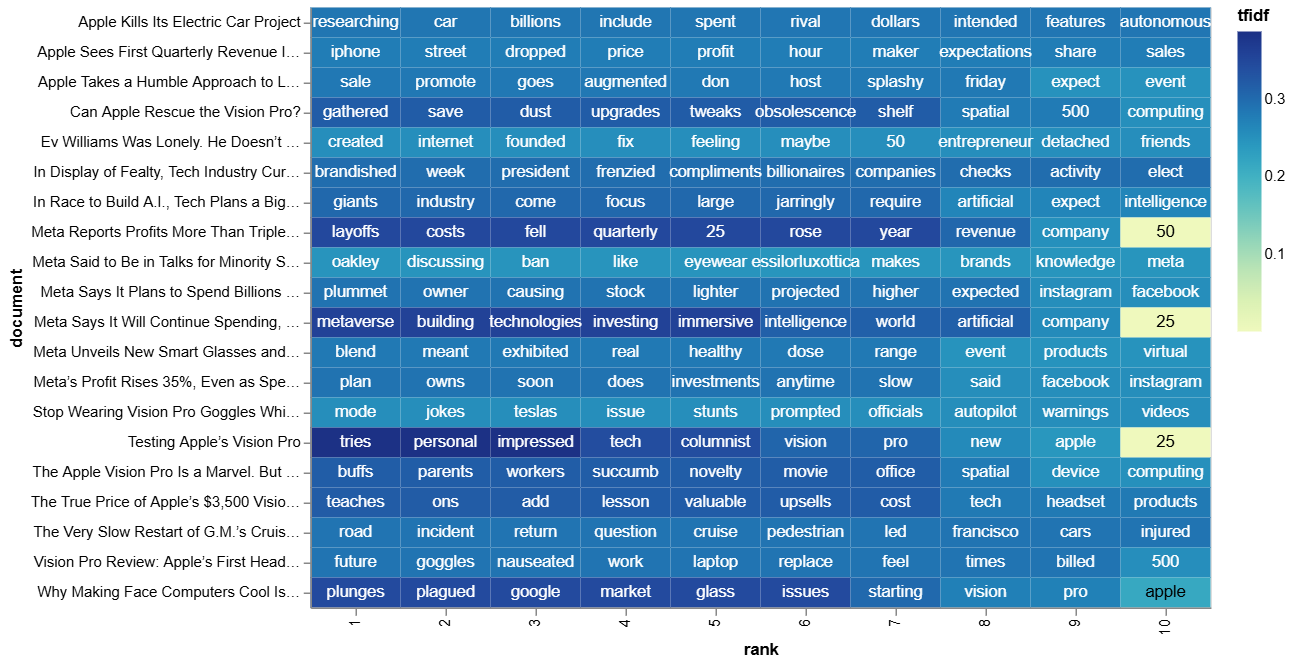 tfidf
Apple Kills Its Electric Car Project researching car billions include spent rival dollars intended features autonomous
Apple Sees First Quarterly Revenue I… iphone street dropped price profit hour maker expectations share sales
Apple Takes a Humble Approach to L… sale promote goes augmented don host splashy friday expect event
Can Apple Rescue the Vision Pro? gathered save dust upgrades tweaks obsolescence shelf spatial 500 computing
Ev Williams Was Lonely. He Doesn’t … created internet founded fix feeling maybe 50 entrepreneur detached friends
In Display of Fealty, Tech Industry Cur… brandished week president frenzied compliments billionaires companies checks activity elect
In Race to Build A.I., Tech Plans a Big… giants industry come focus large jarringly require artificial expect intelligence
Meta Reports Profits More Than Triple… layoffs costs fell quarterly 25 rose year revenue company 50
Meta Said to Be in Talks for Minority S… oakley discussing ban like eyewear essilorluxottica makes brands knowledge meta
Meta Says It Plans to Spend Billions … plummet owner causing stock lighter projected higher expected instagram facebook
Meta Says It Will Continue Spending, … metaverse building technologies investing immersive intelligence world artificial company 25
Meta Unveils New Smart Glasses and… blend meant exhibited real healthy dose range event products virtual
Meta’s Profit Rises 35%, Even as Spe… plan owns soon does investments anytime slow said facebook instagram
Stop Wearing Vision Pro Goggles Whi… mode jokes teslas issue stunts prompted officials autopilot warnings videos
Testing Apple’s Vision Pro tries personal impressed tech columnist vision pro new apple 25
The Apple Vision Pro Is a Marvel. But … buffs parents workers succumb novelty movie office spatial device computing
The True Price of Apple’s $3,500 Visio… teaches ons add lesson valuable upsells cost tech headset products
The Very Slow Restart of G.M.’s Cruis… road incident return question cruise pedestrian led francisco cars injured
Vision Pro Review: Apple’s First Head… future goggles nauseated work laptop replace feel times billed 500
Why Making Face Computers Cool Is… plunges plagued google market glass issues starting vision pro apple
document
1 2 3 4 5 6 7 8 9 10
rank
0.3
0.2
0.1